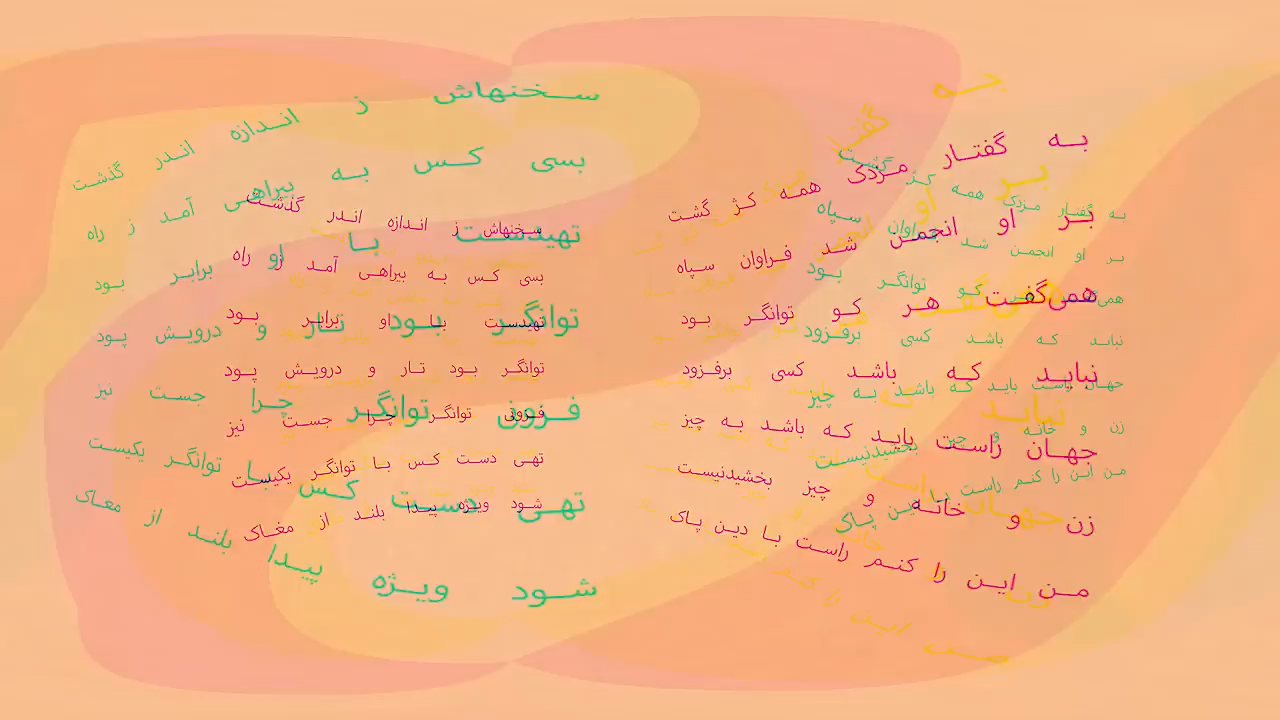 به گفتار مزدک همه کژ گشت
سخنهاش ز اندازه اندر گذشت
بر او انجمن شد فراوان سپاه
بسی کس به بیراهی آمد ز راه
همی‌گفت هر کو توانگر بود
تهیدست با او برابر بود
نباید که باشد کسی برفزود
توانگر بود تار و درویش پود
جهان راست باید که باشد به چیز
فزونی توانگر چرا جست نیز
زن و خانه و چیز بخشیدنیست
تهی دست کس با توانگر یکیست
من این را کنم راست با دین پاک
شود ویژه پیدا بلند از مغاک